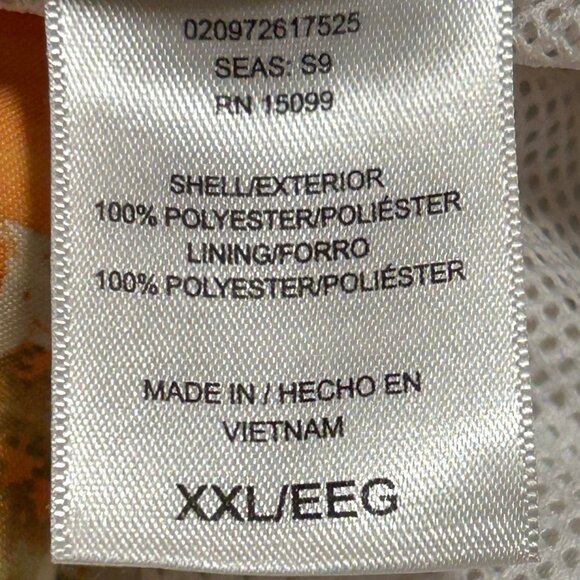 020972617525
SEAS: S9
RN 15099
SHELL/EXTERIOR
100% POLYESTER/POLIÉSTER
LINING/FORRO
100% POLYESTER/POLIÉSTER
MADE IN / HECHO EN
VIETNAM
XXL/EEG